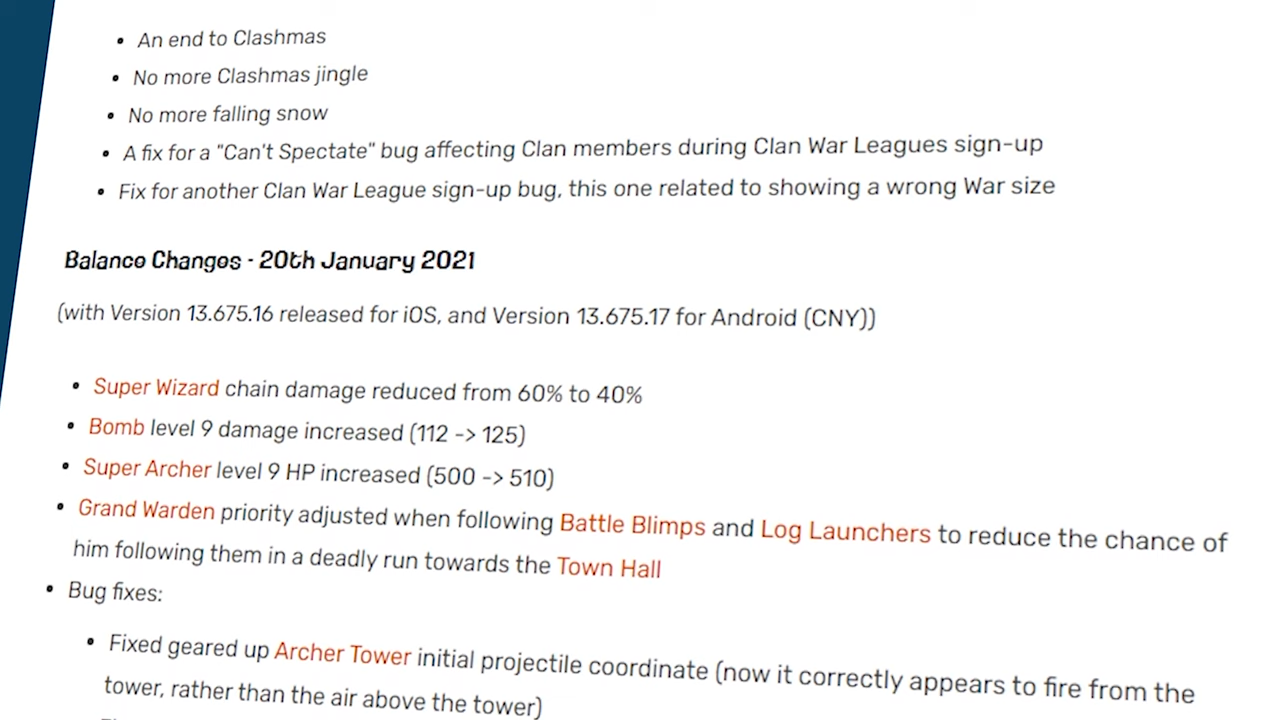 An end to Clashmas
No more Clashmas jingle
No more falling snow
A fix for a "Can't Spectate" bug affecting Clan members during Clan War Leagues sign-up
Fix for another Clan War League sign-up bug, this one related to showing a wrong War size
Balance Changes - 20th January 2021
(with Version 13.675.16 released for iOS, and Version 13.675.17 for Android (CNY))
Super Wizard chain damage reduced from 60% to 40%
Bomb level 9 damage increased (112 -> 125)
Super Archer level 9 HP increased (500 -> 510)
Grand Warden priority adjusted when following Battle Blimps and Log Launchers to reduce the chance of
him following them in a deadly run towards the Town Hall
Bug fixes:
Fixed geared up Archer Tower initial projectile coordinate (now it correctly appears to fire from the
tower, rather than the air above the tower)